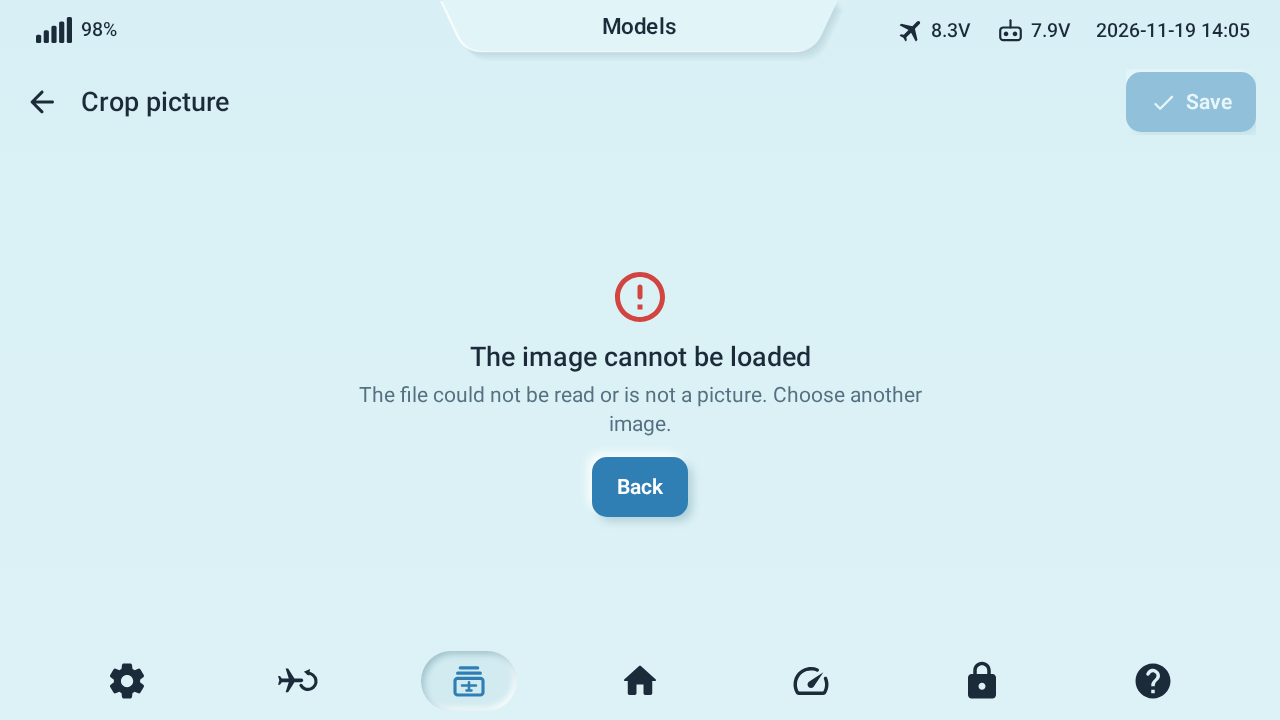 98%
Models
8.3V
7.9V
2026-11-19 14:05
Crop picture
Save
The image cannot be loaded
The file could not be read or is not a picture. Choose another
image.
Back